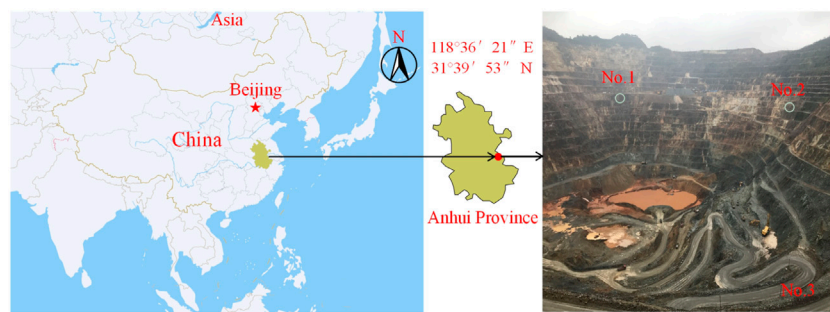 Asia
N
118°36′ 21″ E
31°39′ 53″ N
Beijing
China
Anhui Province
No.1
No.2
No.3